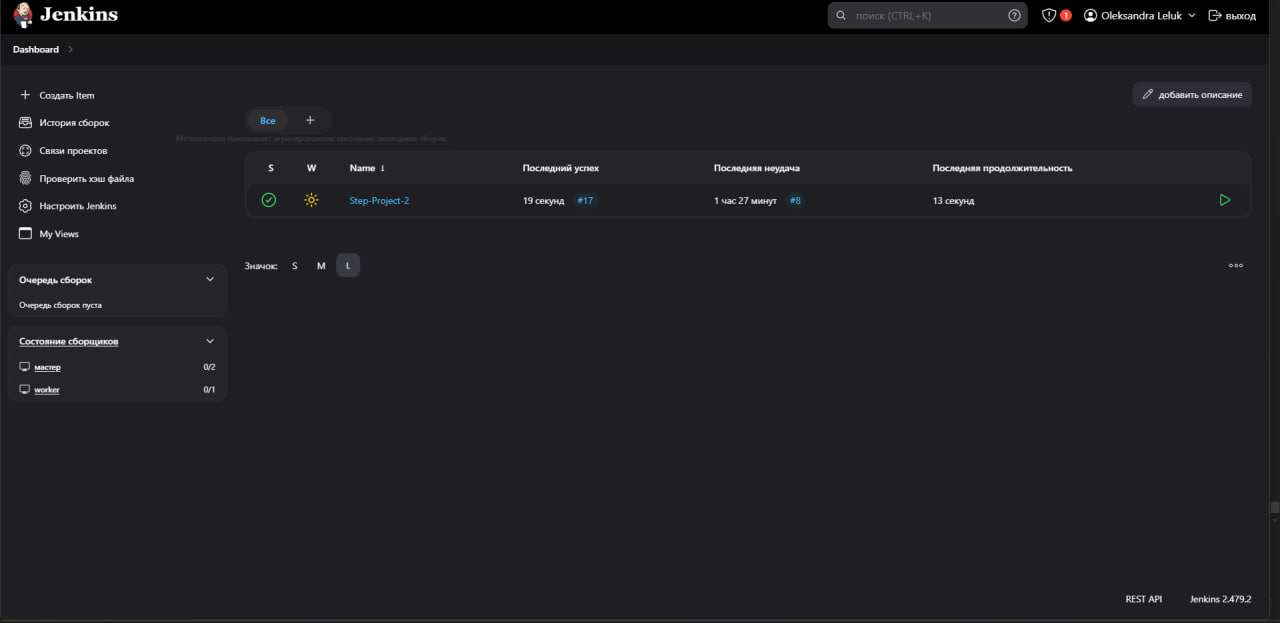 Jenkins
поиск (CTRL+K)
1
Oleksandra Leluk
выход
Dashboard
Создать Item
История сборок
Связи проектов
Проверить хэш файла
Настроить Jenkins
My Views
Очередь сборок
Очередь сборок пуста
Состояние сборщиков
мастер 0/2
worker 0/1
добавить описание
Все +
Метеосводка показывает агрегированное состояние последних сборок
S W Name ↓ Последний успех Последняя неудача Последняя продолжительность
Step-Project-2 19 секунд #17 1 час 27 минут #8 13 секунд
Значок: S M L
REST API Jenkins 2.479.2